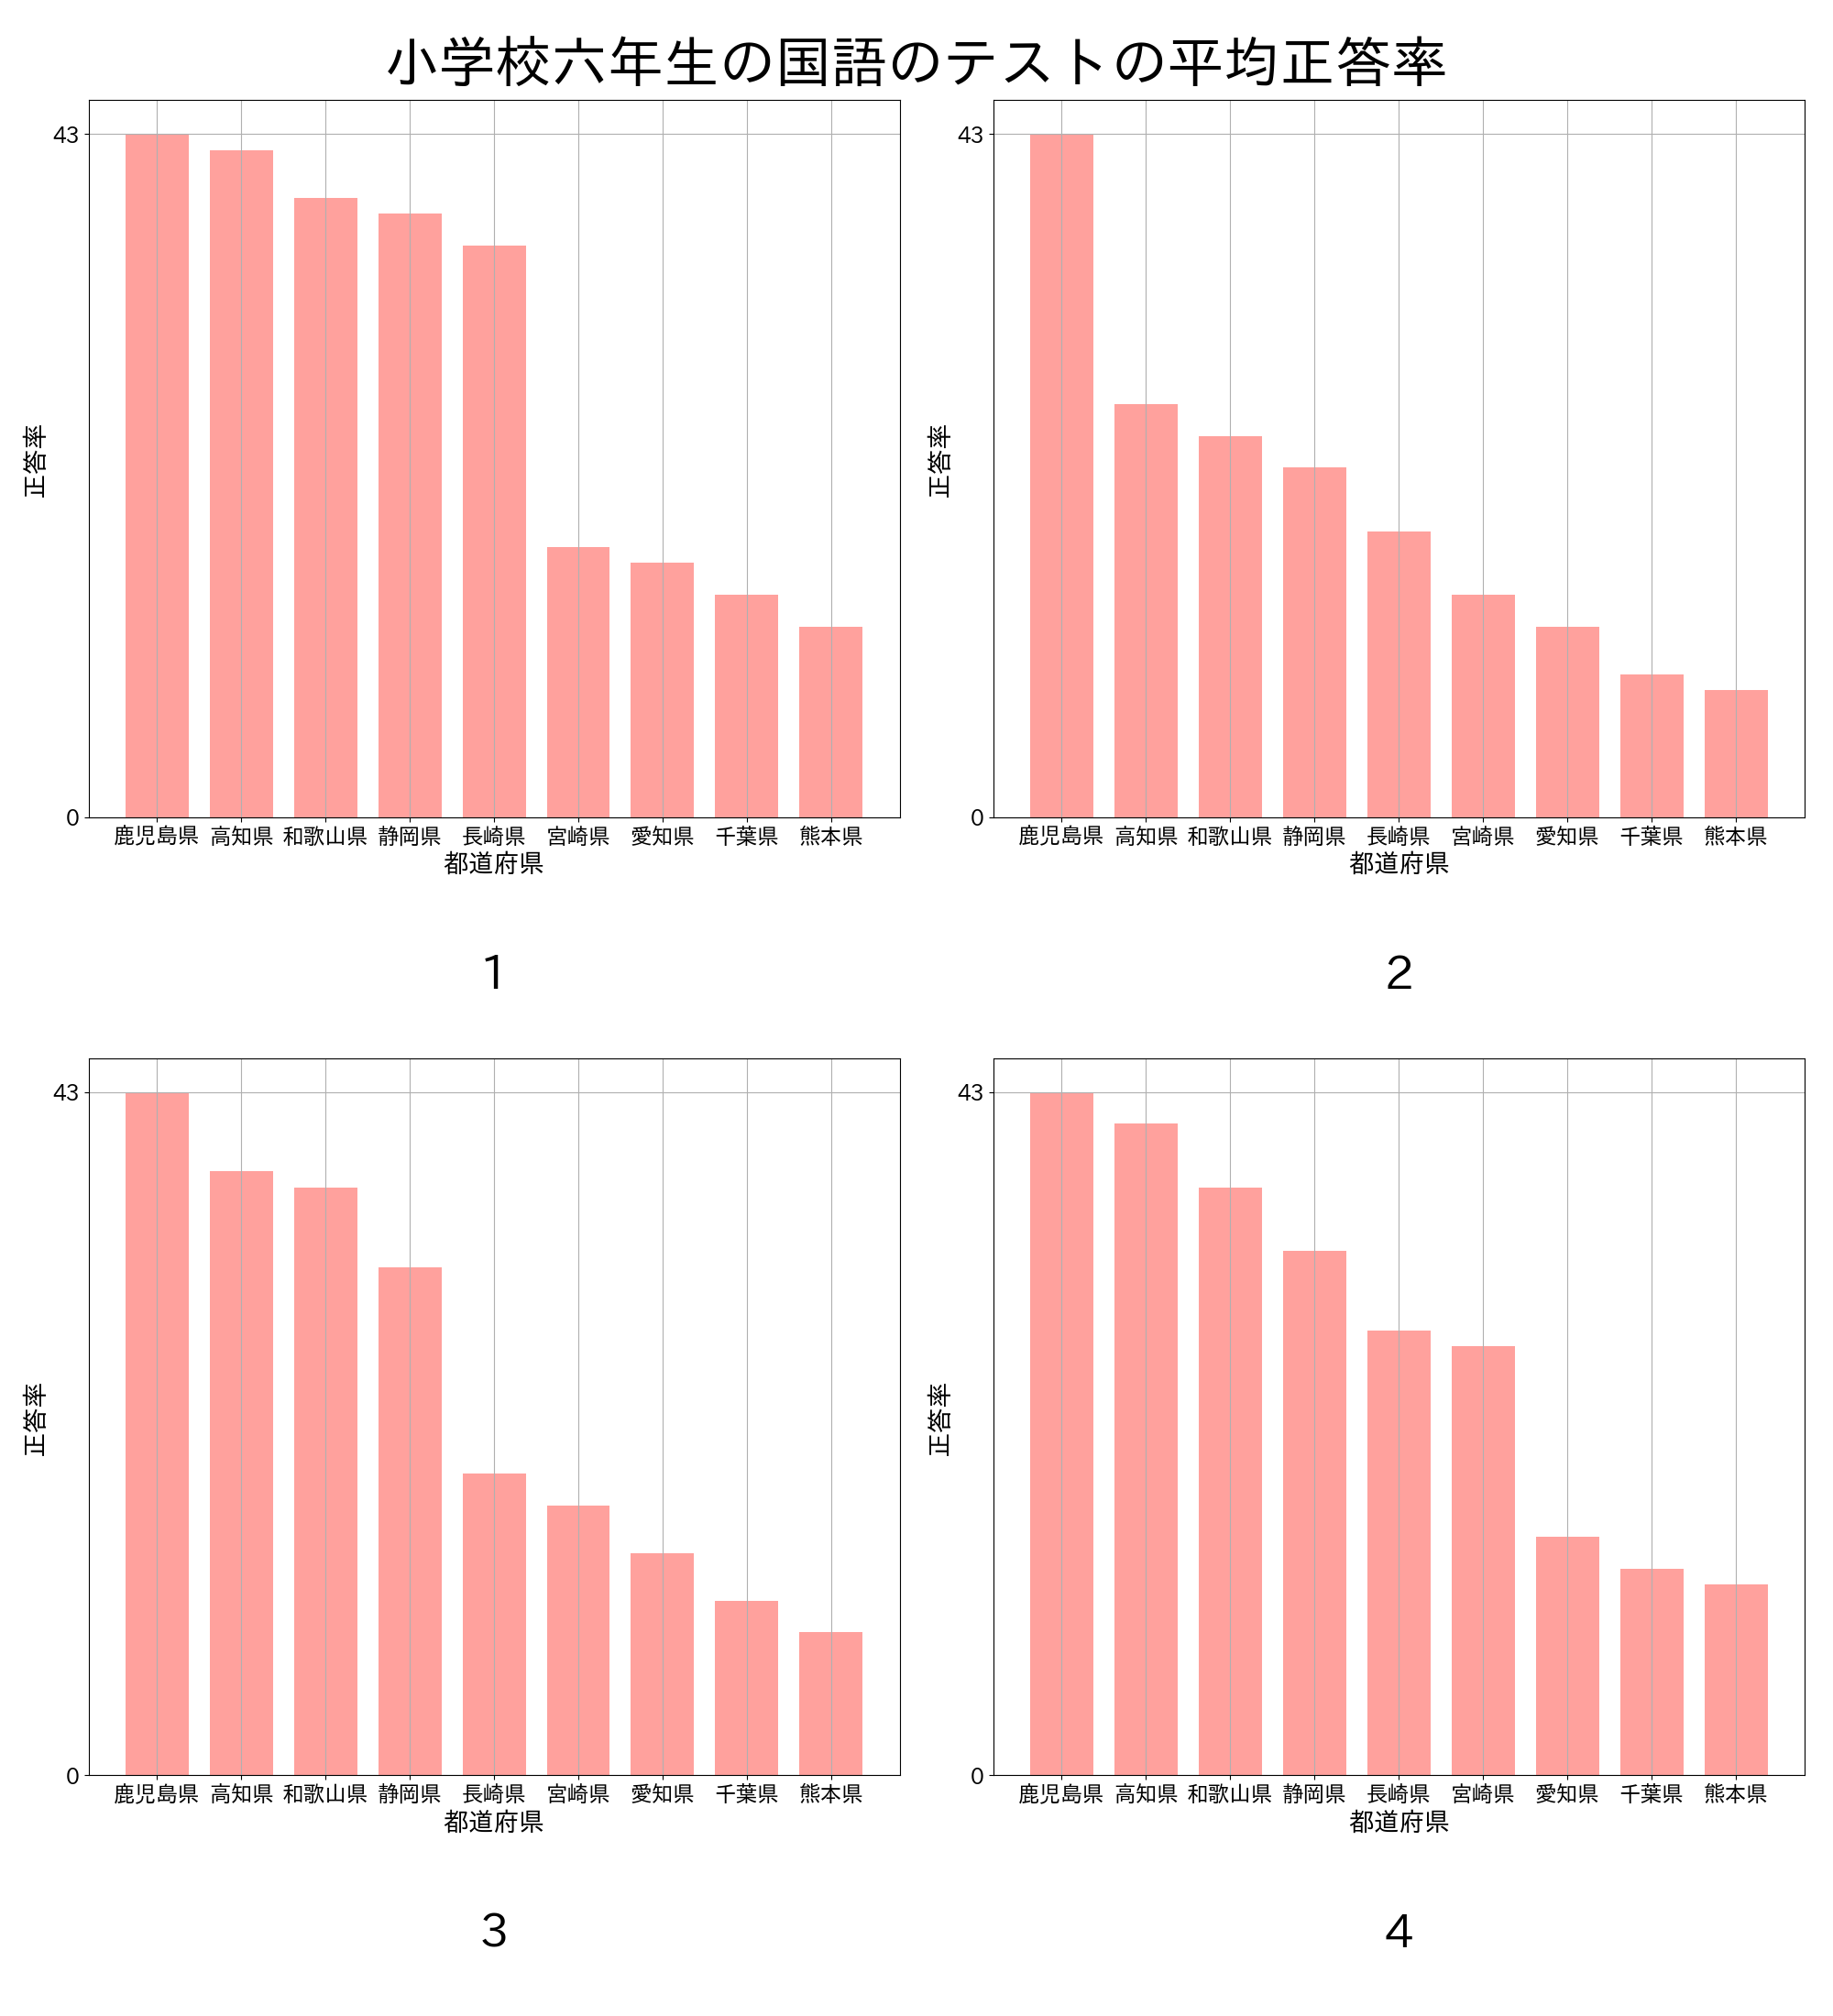 小学校六年生の国語のテストの平均正答率
43
0
正答率
鹿児島県 高知県 和歌山県 静岡県 長崎県 宮崎県 愛知県 千葉県 熊本県
都道府県
1
43
0
正答率
鹿児島県 高知県 和歌山県 静岡県 長崎県 宮崎県 愛知県 千葉県 熊本県
都道府県
2
43
0
正答率
鹿児島県 高知県 和歌山県 静岡県 長崎県 宮崎県 愛知県 千葉県 熊本県
都道府県
3
43
0
正答率
鹿児島県 高知県 和歌山県 静岡県 長崎県 宮崎県 愛知県 千葉県 熊本県
都道府県
4